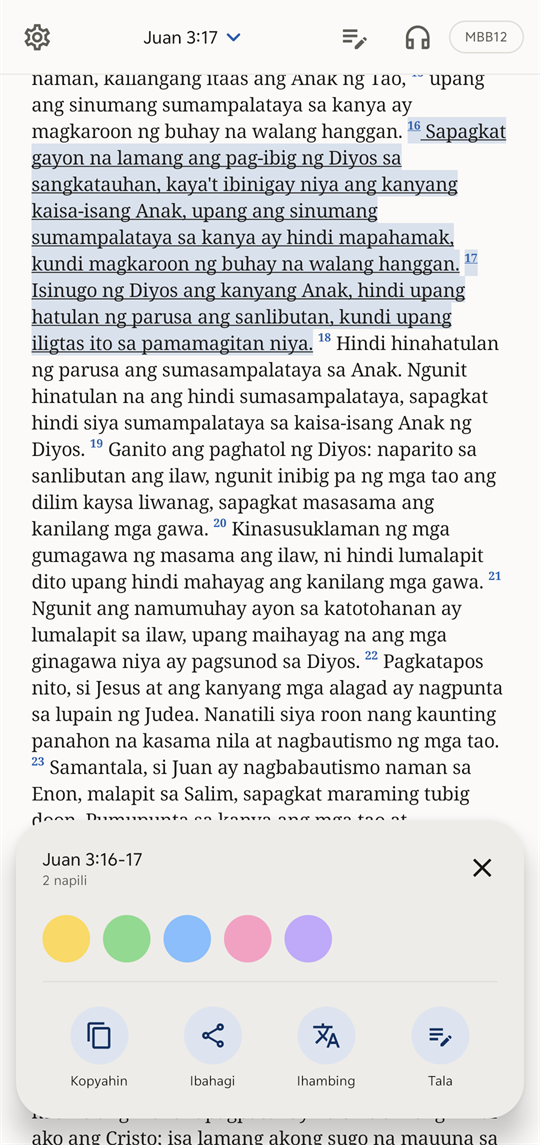 Juan 3:17
MBB12
naman, kailangang itaas ang Anak ng Tao, 15 upang
ang sinumang sumampalataya sa kanya ay
magkaroon ng buhay na walang hanggan. 16 Sapagkat
gayon na lamang ang pag-ibig ng Diyos sa
sangkatauhan, kaya't ibinigay niya ang kanyang
kaisa-isang Anak, upang ang sinumang
sumampalataya sa kanya ay hindi mapahamak,
kundi magkaroon ng buhay na walang hanggan. 17
Isinugo ng Diyos ang kanyang Anak, hindi upang
hatulan ng parusa ang sanlibutan, kundi upang
iligtas ito sa pamamagitan niya. 18 Hindi hinahatulan
ng parusa ang sumasampalataya sa Anak. Ngunit
hinatulan na ang hindi sumasampalataya, sapagkat
hindi siya sumampalataya sa kaisa-isang Anak ng
Diyos. 19 Ganito ang paghatol ng Diyos: naparito sa
sanlibutan ang ilaw, ngunit inibig pa ng mga tao ang
dilim kaysa liwanag, sapagkat masasama ang
kanilang mga gawa. 20 Kinasusuklaman ng mga
gumagawa ng masama ang ilaw, ni hindi lumalapit
dito upang hindi mahayag ang kanilang mga gawa. 21
Ngunit ang namumuhay ayon sa katotohanan ay
lumalapit sa ilaw, upang maihayag na ang mga
ginagawa niya ay pagsunod sa Diyos. 22 Pagkatapos
nito, si Jesus at ang kanyang mga alagad ay nagpunta
sa lupain ng Judea. Nanatili siya roon nang kaunting
panahon na kasama nila at nagbautismo ng mga tao.
23 Samantala, si Juan ay nagbabautismo naman sa
Enon, malapit sa Salim, sapagkat maraming tubig
doon. Pumupunta sa kanya ang mga tao at
Juan 3:16-17
2 napili
Kopyahin
Ibahagi
Ihambing
Tala
ako ang Cristo; isa lamang akong sugo na mauuna sa